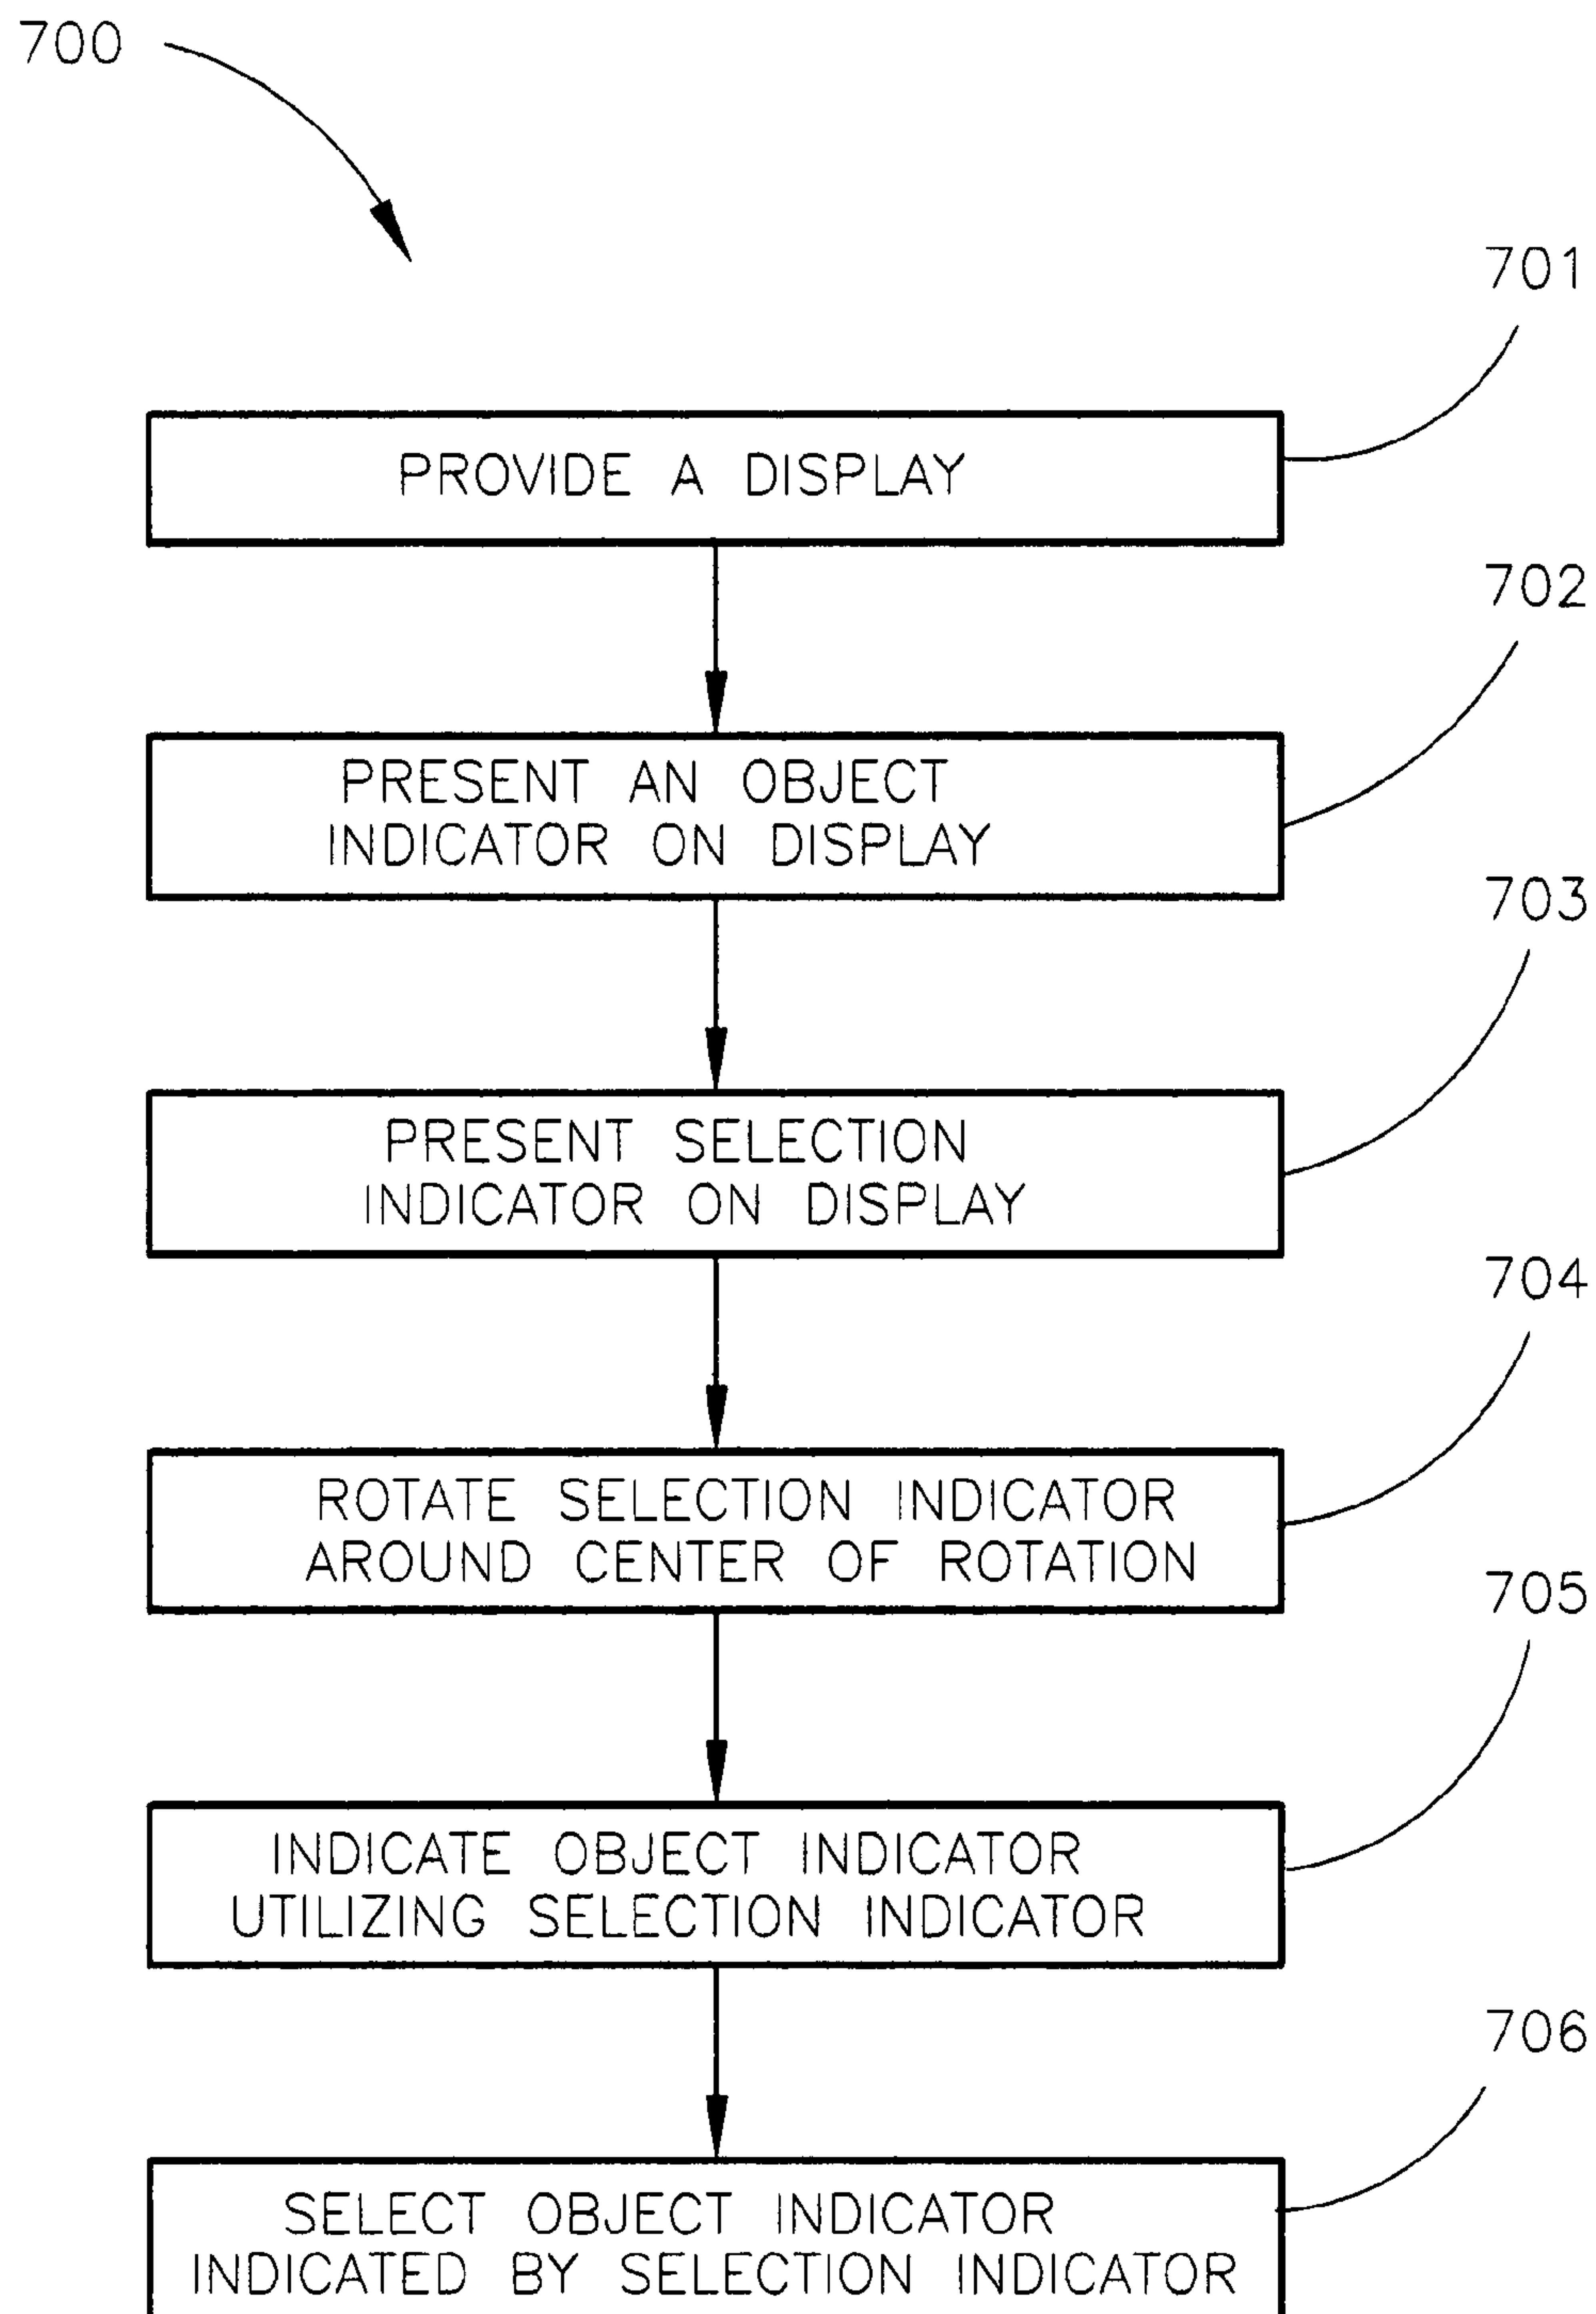 700
701
PROVIDE A DISPLAY
702
PRESENT AN OBJECT
INDICATOR ON DISPLAY
703
PRESENT SELECTION
INDICATOR ON DISPLAY
704
ROTATE SELECTION INDICATOR
AROUND CENTER OF ROTATION
705
INDICATE OBJECT INDICATOR
UTILIZING SELECTION INDICATOR
706
SELECT OBJECT INDICATOR
INDICATED BY SELECTION INDICATOR